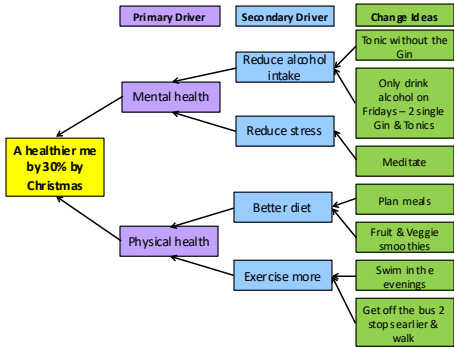 Primary Driver
Secondary Driver
Change Ideas
Tonic without the
Gin
Reduce alcohol
intake
Only drink
alcohol on
Fridays – 2 single
Gin & Tonics
Mental health
Reduce stress
Meditate
A healthier me
by 30% by
Christmas
Better diet
Plan meals
Fruit & Veggie
smoothies
Physical health
Exercise more
Swim in the
evenings
Get off the bus 2
stops earlier &
walk